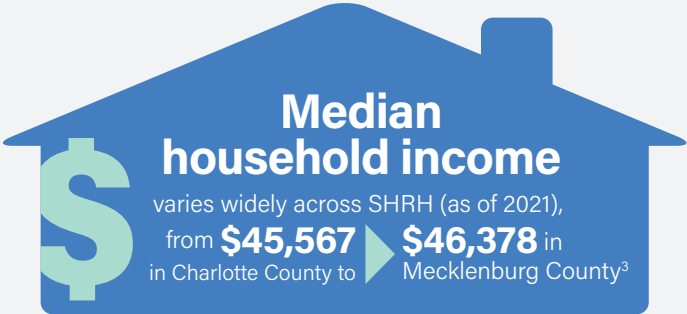 Median
household income
varies widely across SHRH (as of 2021),
from $45,567
in Charlotte County to
$46,378 in
Mecklenburg County³
$